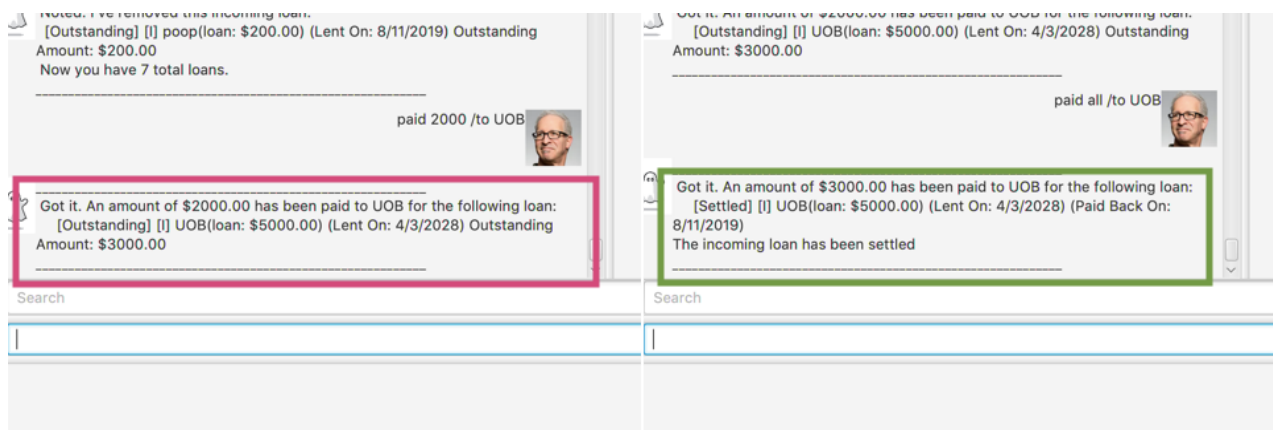 Noted. I've removed this incoming loan:
[Outstanding] [I] poop(loan: $200.00) (Lent On: 8/11/2019) Outstanding
Amount: $200.00
Now you have 7 total loans.
paid 2000 /to UOB
Got it. An amount of $2000.00 has been paid to UOB for the following loan:
[Outstanding] [I] UOB(loan: $5000.00) (Lent On: 4/3/2028) Outstanding
Amount: $3000.00
Search
Got it. An amount of $2000.00 has been paid to UOB for the following loan:
[Outstanding] [I] UOB(loan: $5000.00) (Lent On: 4/3/2028) Outstanding
Amount: $3000.00
paid all /to UOB
Got it. An amount of $3000.00 has been paid to UOB for the following loan:
[Settled] [I] UOB(loan: $5000.00) (Lent On: 4/3/2028) (Paid Back On:
8/11/2019)
The incoming loan has been settled
Search